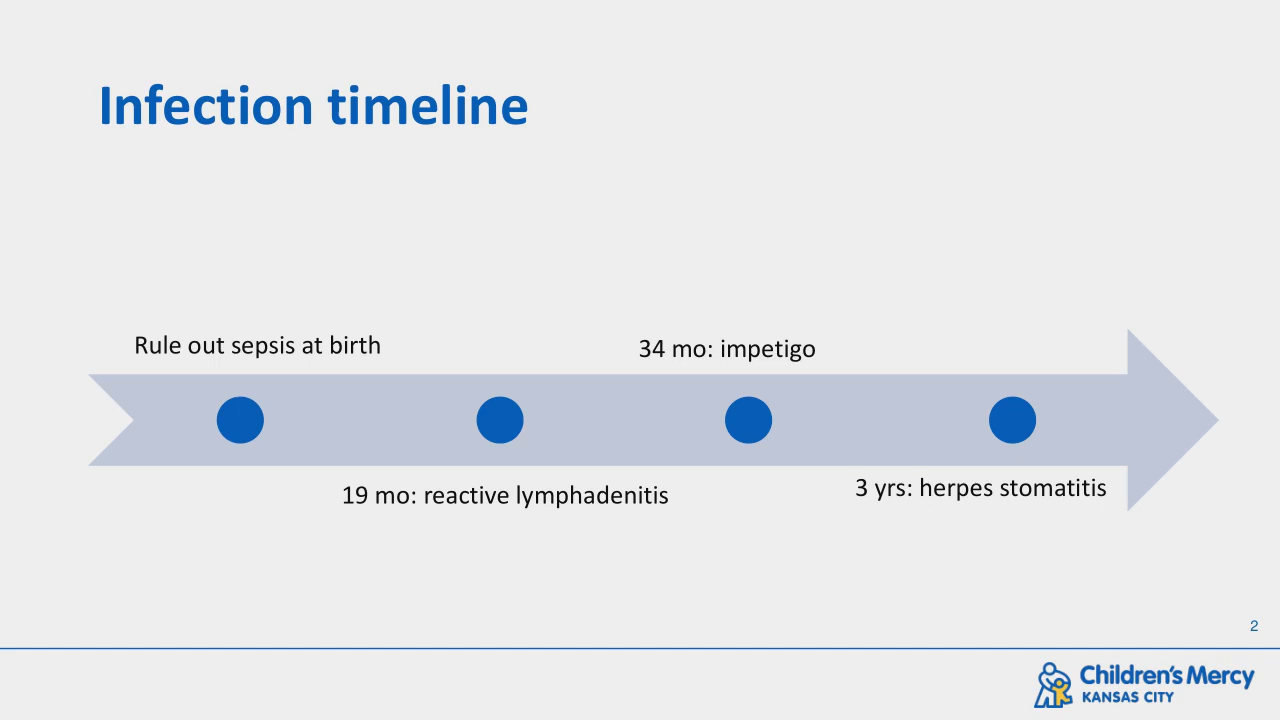 Infection timeline
Rule out sepsis at birth
34 mo: impetigo
19 mo: reactive lymphadenitis
3 yrs: herpes stomatitis
2
Children's Mercy
KANSAS CITY